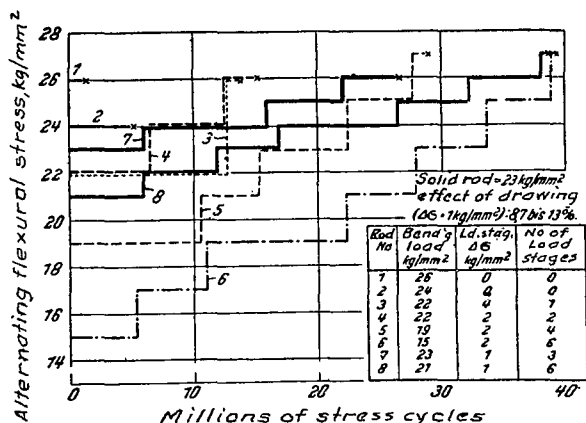 Alternating flexural stress, kg/mm²
28
26
24
22
20
18
16
14
1
2
7
3
4
8
5
6
Solid rod = 23 kg/mm²
effect of drawing
(ΔG = 1 kg/mm²): 8,7 bis 13%.
Rod No Bend'g load kg/mm² Ld. stag. ΔG kg/mm² No of Load stages
1 26 0 0
2 24 0 0
3 22 4 1
4 22 2 2
5 19 2 4
6 15 2 6
7 23 1 3
8 21 1 6
0 10 20 30 40
Millions of stress cycles